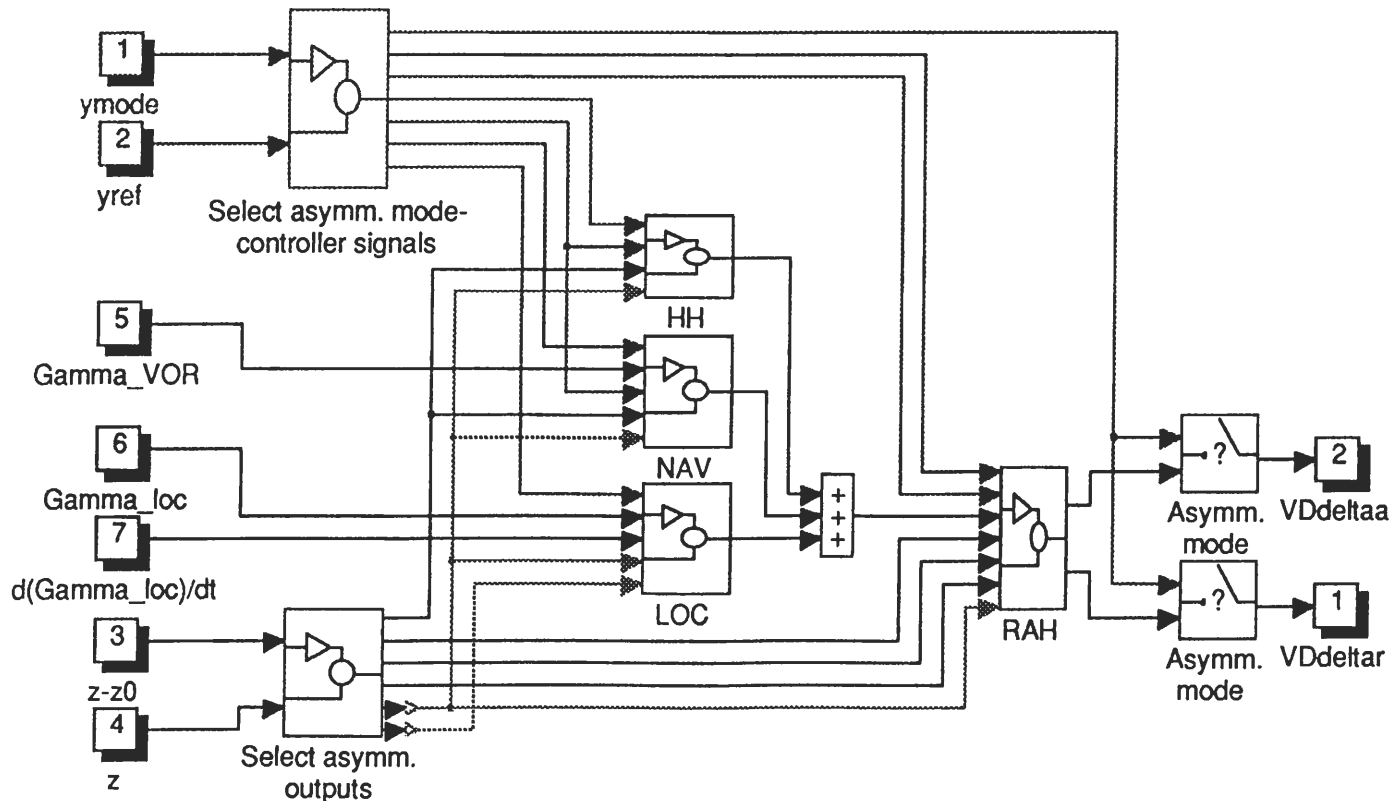 1
ymode
2
yref
Select asymm. mode-
controller signals
HH
5
Gamma_VOR
NAV
6
Gamma_loc
7
d(Gamma_loc)/dt
LOC
+
+
+
3
z-z0
4
z
Select asymm.
outputs
RAH
?
Asymm.
mode
2
VDdeltaa
?
Asymm.
mode
1
VDdeltar